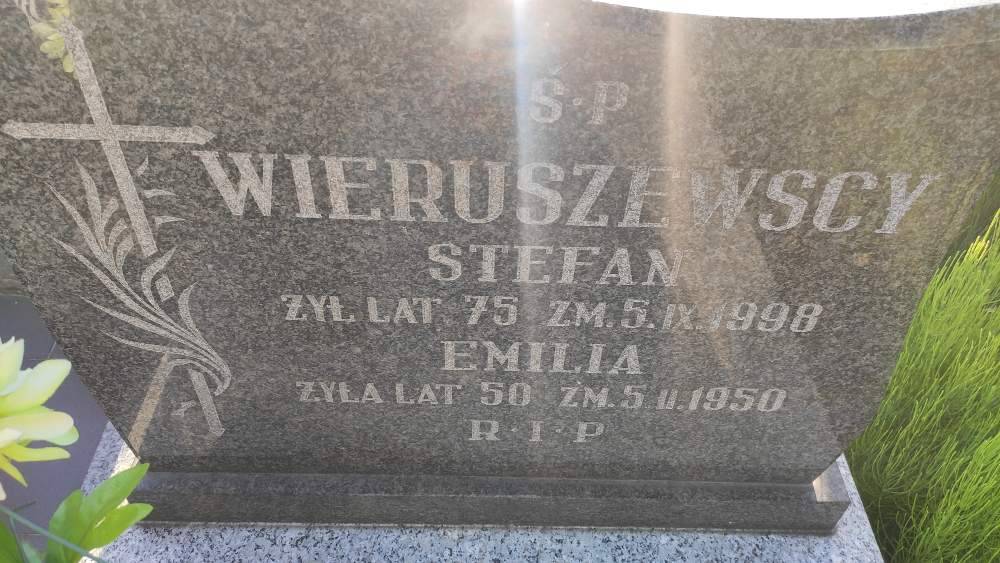 Ś·P
WIERUSZEWSCY
STEFAN
ŻYŁ LAT 75 ZM. 5.IX.1998
EMILIA
ŻYŁA LAT 50 ZM. 5 II.1950
R·I·P